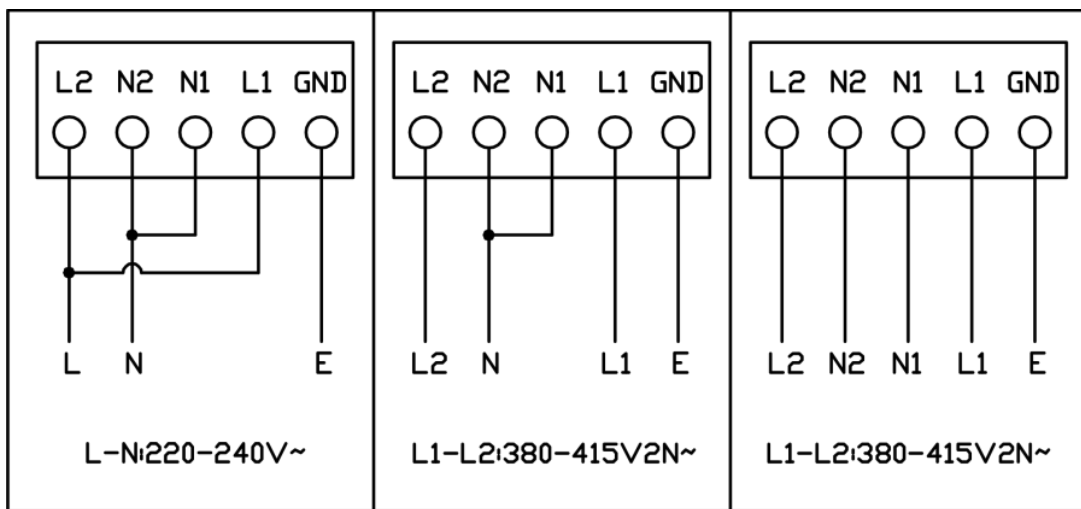 L2 N2 N1 L1 GND
L N E
L-N:220-240V~
L2 N2 N1 L1 GND
L2 N L1 E
L1-L2:380-415V2N~
L2 N2 N1 L1 GND
L2 N2 N1 L1 E
L1-L2:380-415V2N~